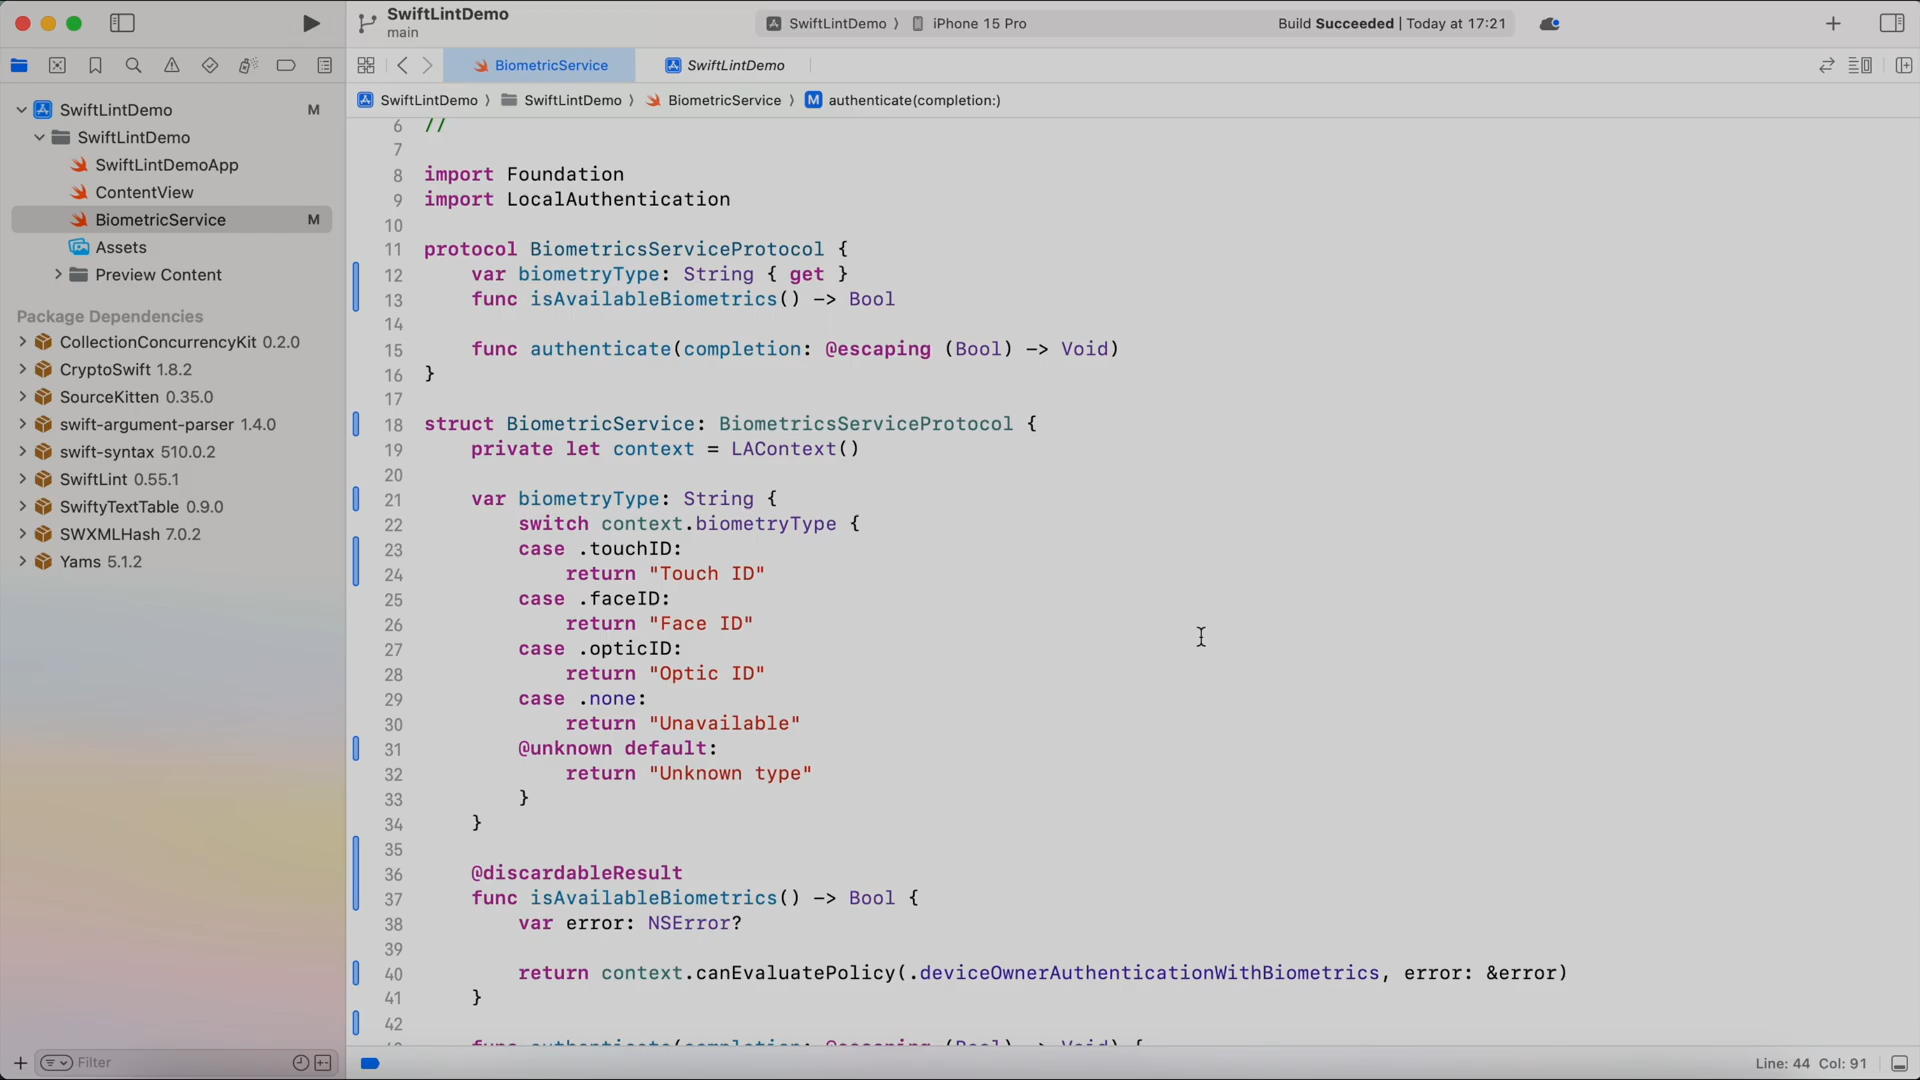 SwiftLintDemo
main
SwiftLintDemo 〉 iPhone 15 Pro
Build Succeeded | Today at 17:21
BiometricService
SwiftLintDemo
SwiftLintDemo 〉 SwiftLintDemo 〉 BiometricService 〉 M authenticate(completion:)
SwiftLintDemo M
SwiftLintDemo
SwiftLintDemoApp
ContentView
BiometricService M
Assets
Preview Content
Package Dependencies
CollectionConcurrencyKit 0.2.0
CryptoSwift 1.8.2
SourceKitten 0.35.0
swift-argument-parser 1.4.0
swift-syntax 510.0.2
SwiftLint 0.55.1
SwiftyTextTable 0.9.0
SWXMLHash 7.0.2
Yams 5.1.2
Filter
6 //
7
8 import Foundation
9 import LocalAuthentication
10
11 protocol BiometricsServiceProtocol {
12 var biometryType: String { get }
13 func isAvailableBiometrics() -> Bool
14
15 func authenticate(completion: @escaping (Bool) -> Void)
16 }
17
18 struct BiometricService: BiometricsServiceProtocol {
19 private let context = LAContext()
20
21 var biometryType: String {
22 switch context.biometryType {
23 case .touchID:
24 return "Touch ID"
25 case .faceID:
26 return "Face ID"
27 case .opticID:
28 return "Optic ID"
29 case .none:
30 return "Unavailable"
31 @unknown default:
32 return "Unknown type"
33 }
34 }
35
36 @discardableResult
37 func isAvailableBiometrics() -> Bool {
38 var error: NSError?
39
40 return context.canEvaluatePolicy(.deviceOwnerAuthenticationWithBiometrics, error: &error)
41 }
42
func authenticate(completion: @escaping (Bool) -> Void) {
Line: 44 Col: 91